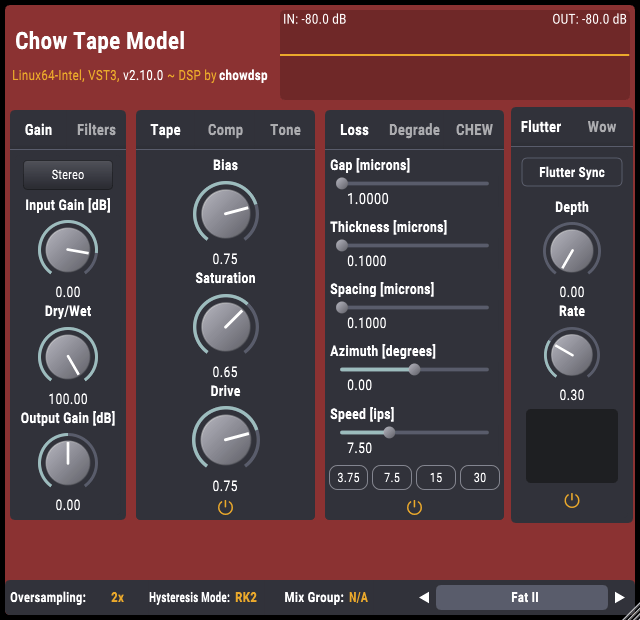 IN: -80.0 dB OUT: -80.0 dB
Chow Tape Model
Linux64-Intel, VST3, v2.10.0 ~ DSP by chowdsp
Gain Filters
Stereo
Input Gain [dB]
0.00
Dry/Wet
100.00
Output Gain [dB]
0.00
Tape Comp Tone
Bias
0.75
Saturation
0.65
Drive
0.75
Loss Degrade CHEW
Gap [microns]
1.0000
Thickness [microns]
0.1000
Spacing [microns]
0.1000
Azimuth [degrees]
0.00
Speed [ips]
7.50
3.75 7.5 15 30
Flutter Wow
Flutter Sync
Depth
0.00
Rate
0.30
Oversampling: 2x Hysteresis Mode: RK2 Mix Group: N/A Fat II